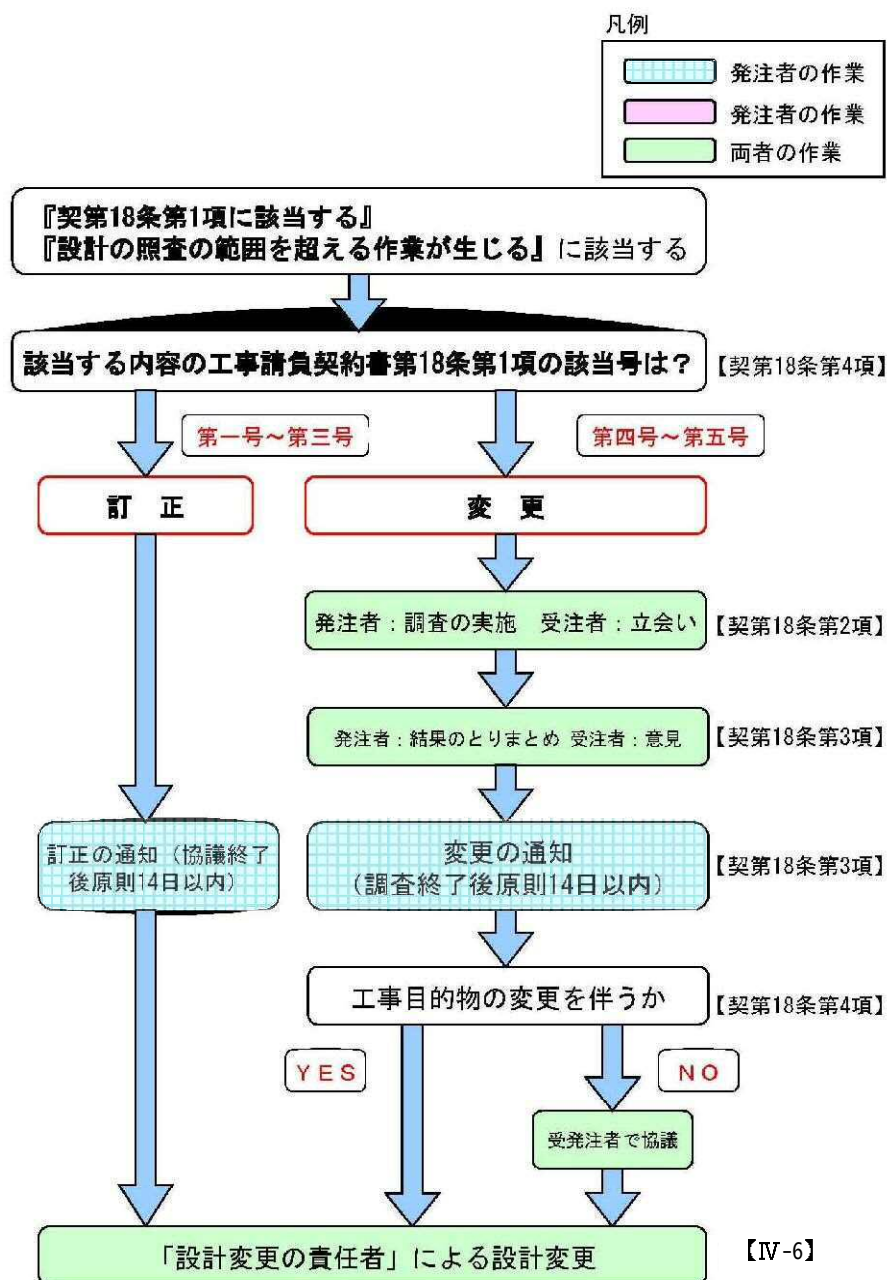 凡例
発注者の作業
発注者の作業
両者の作業
『契第18条第1項に該当する』
『設計の照査の範囲を超える作業が生じる』に該当する
該当する内容の工事請負契約書第18条第1項の該当号は?
【契第18条第4項】
第一号~第三号
第四号~第五号
訂 正
変 更
発注者:調査の実施 受注者:立会い
【契第18条第2項】
発注者:結果のとりまとめ 受注者:意見
【契第18条第3項】
訂正の通知(協議終了
後原則14日以内)
変更の通知
(調査終了後原則14日以内)
【契第18条第3項】
工事目的物の変更を伴うか
【契第18条第4項】
YES
NO
受発注者で協議
「設計変更の責任者」による設計変更
【Ⅳ-6】